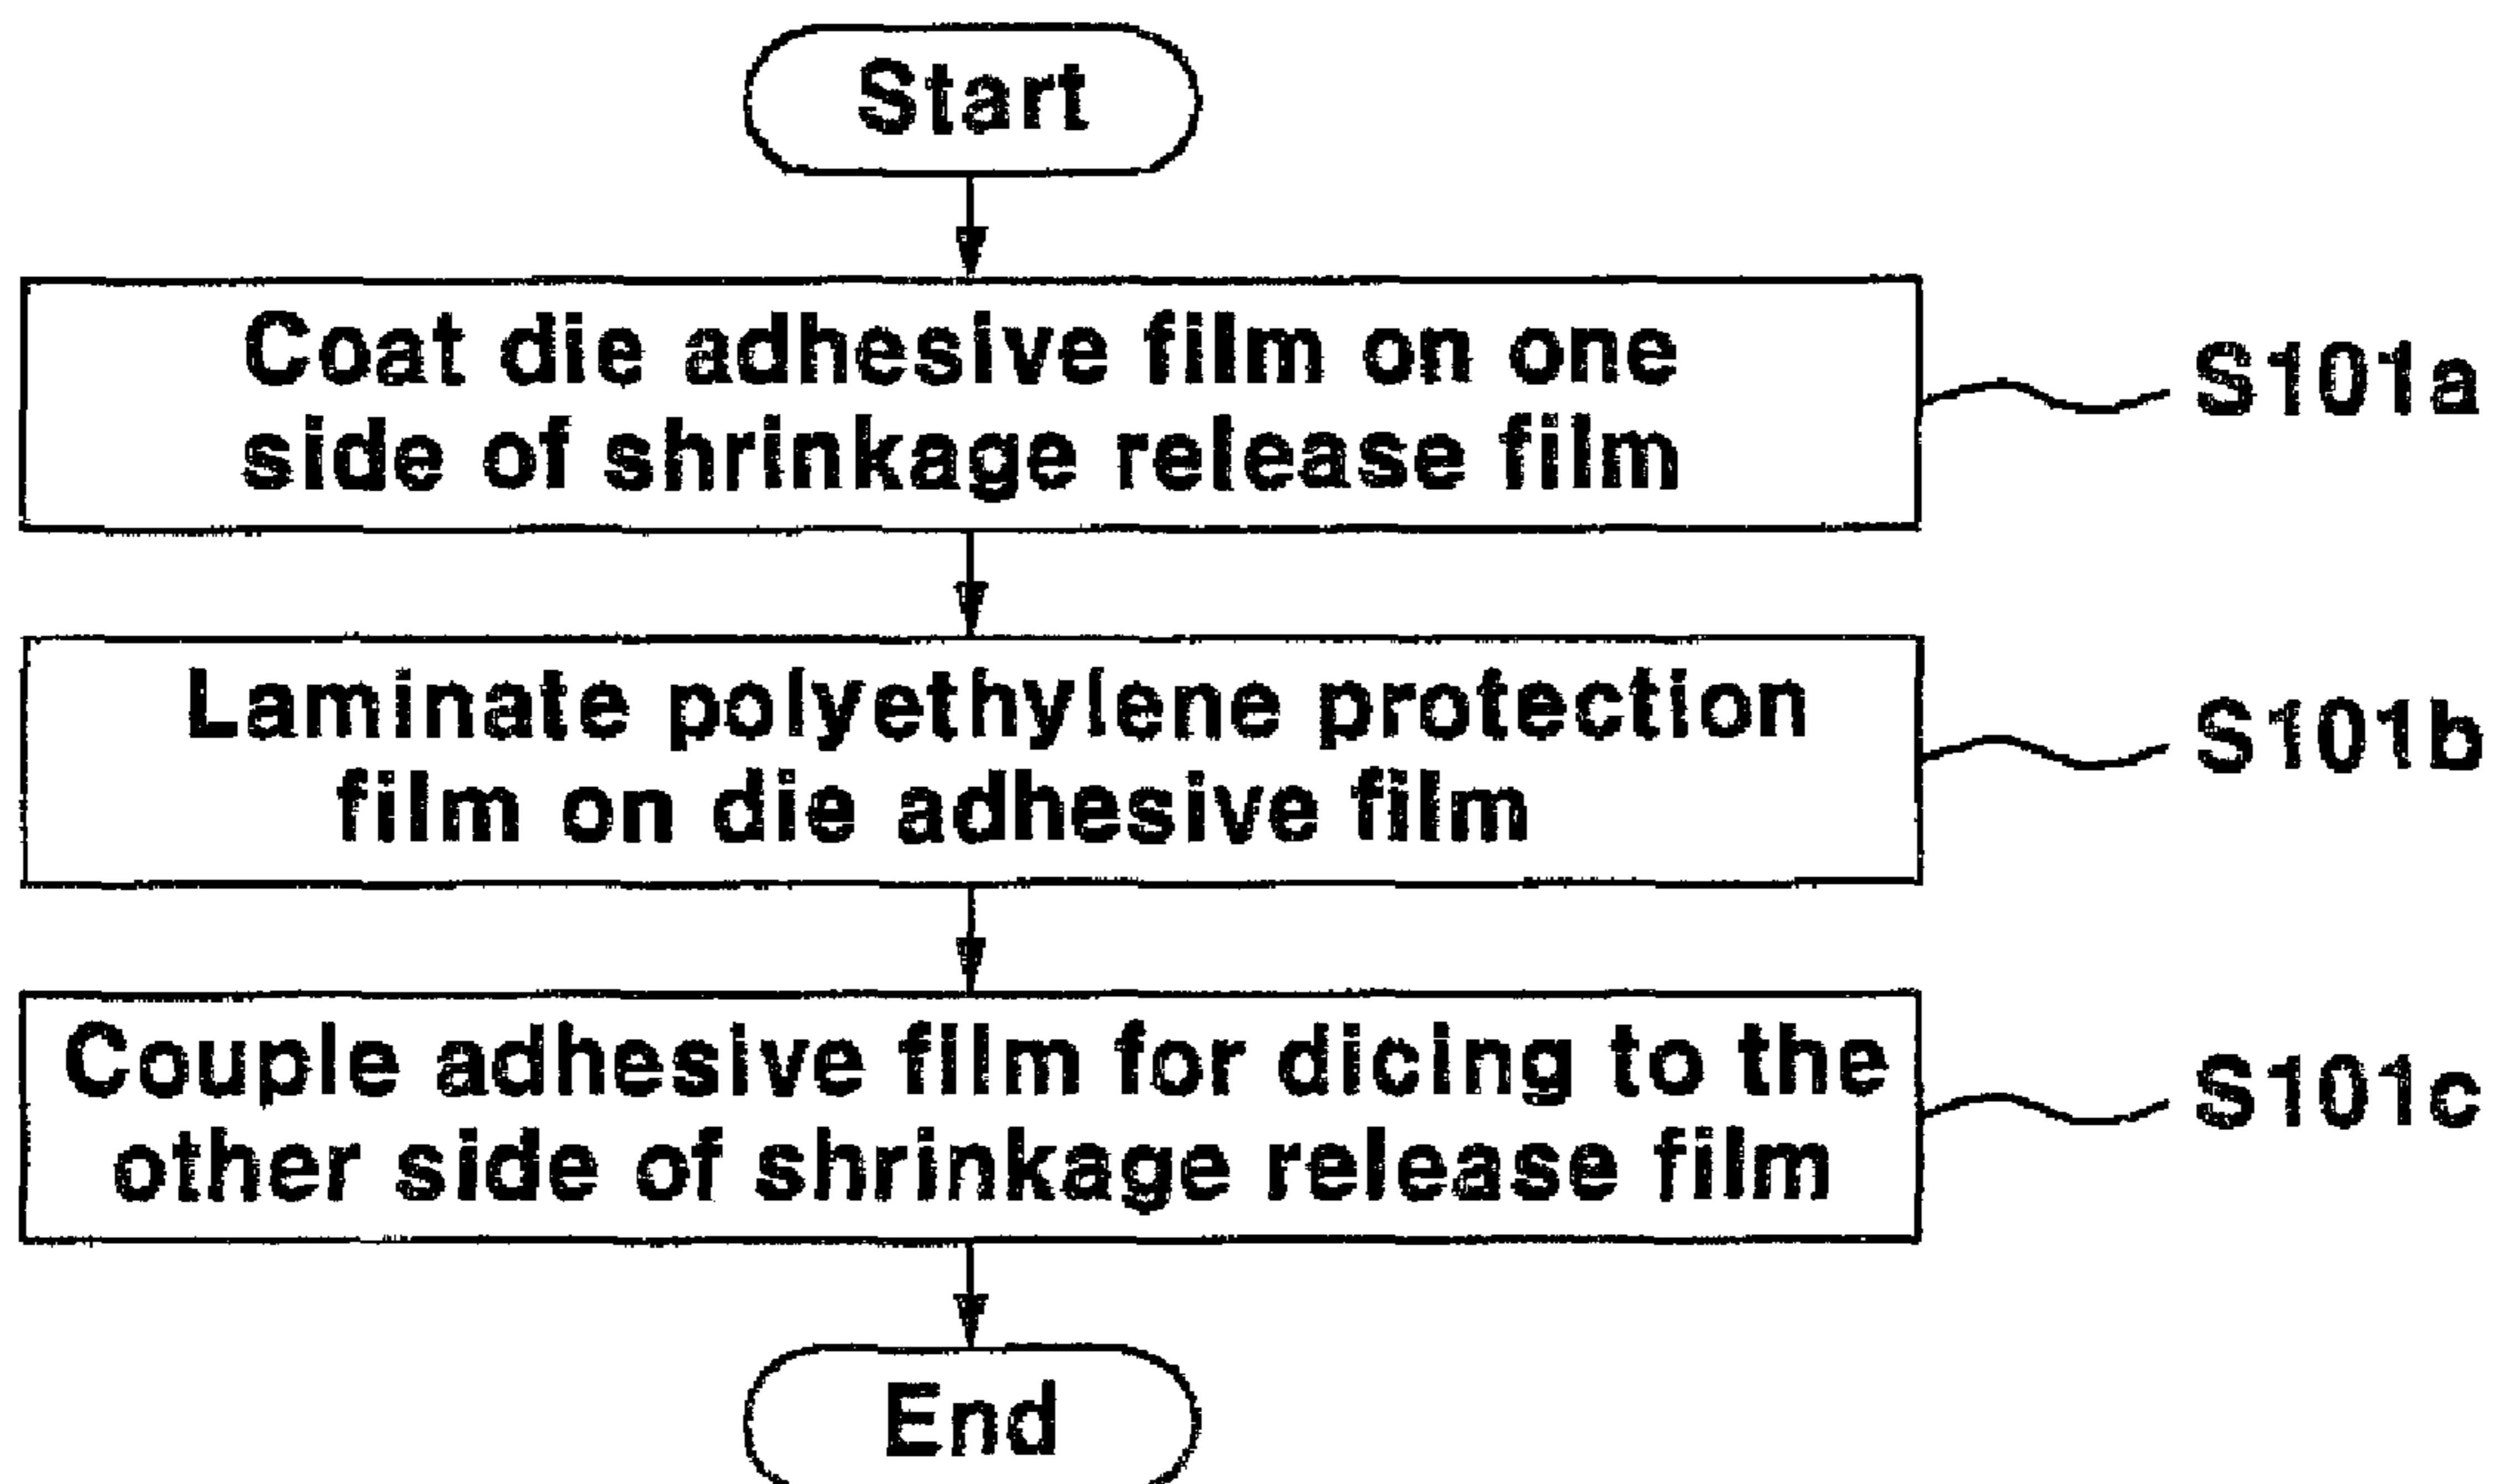 Start
Coat die adhesive film on one
side of shrinkage release film
S101a
Laminate polyethylene protection
film on die adhesive film
S101b
Couple adhesive film for dicing to the
other side of shrinkage release film
S101c
End